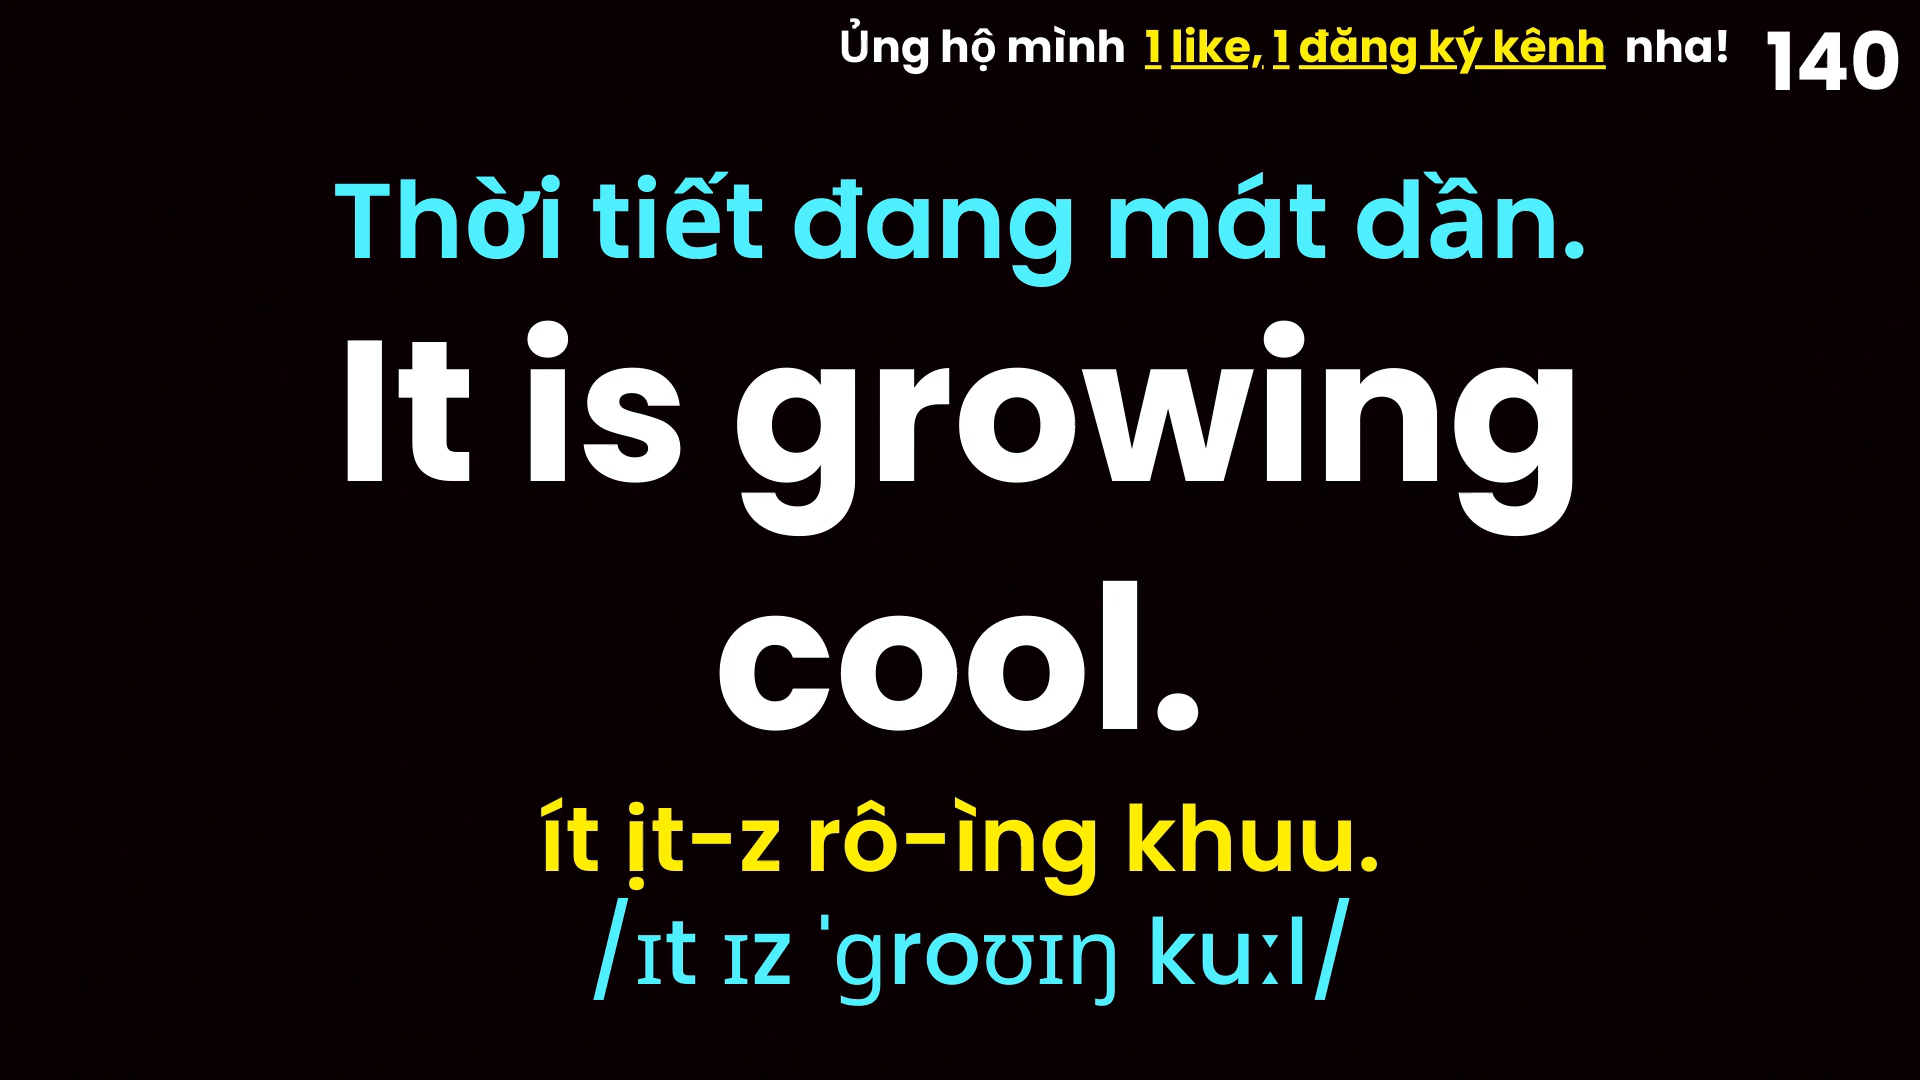 Ủng hộ mình 1 like, 1 đăng ký kênh nha! 140
Thời tiết đang mát dần.
It is growing
cool.
ít ịt-z rô-ìng khuu.
/ɪt ɪz ˈɡroʊɪŋ kuːl/